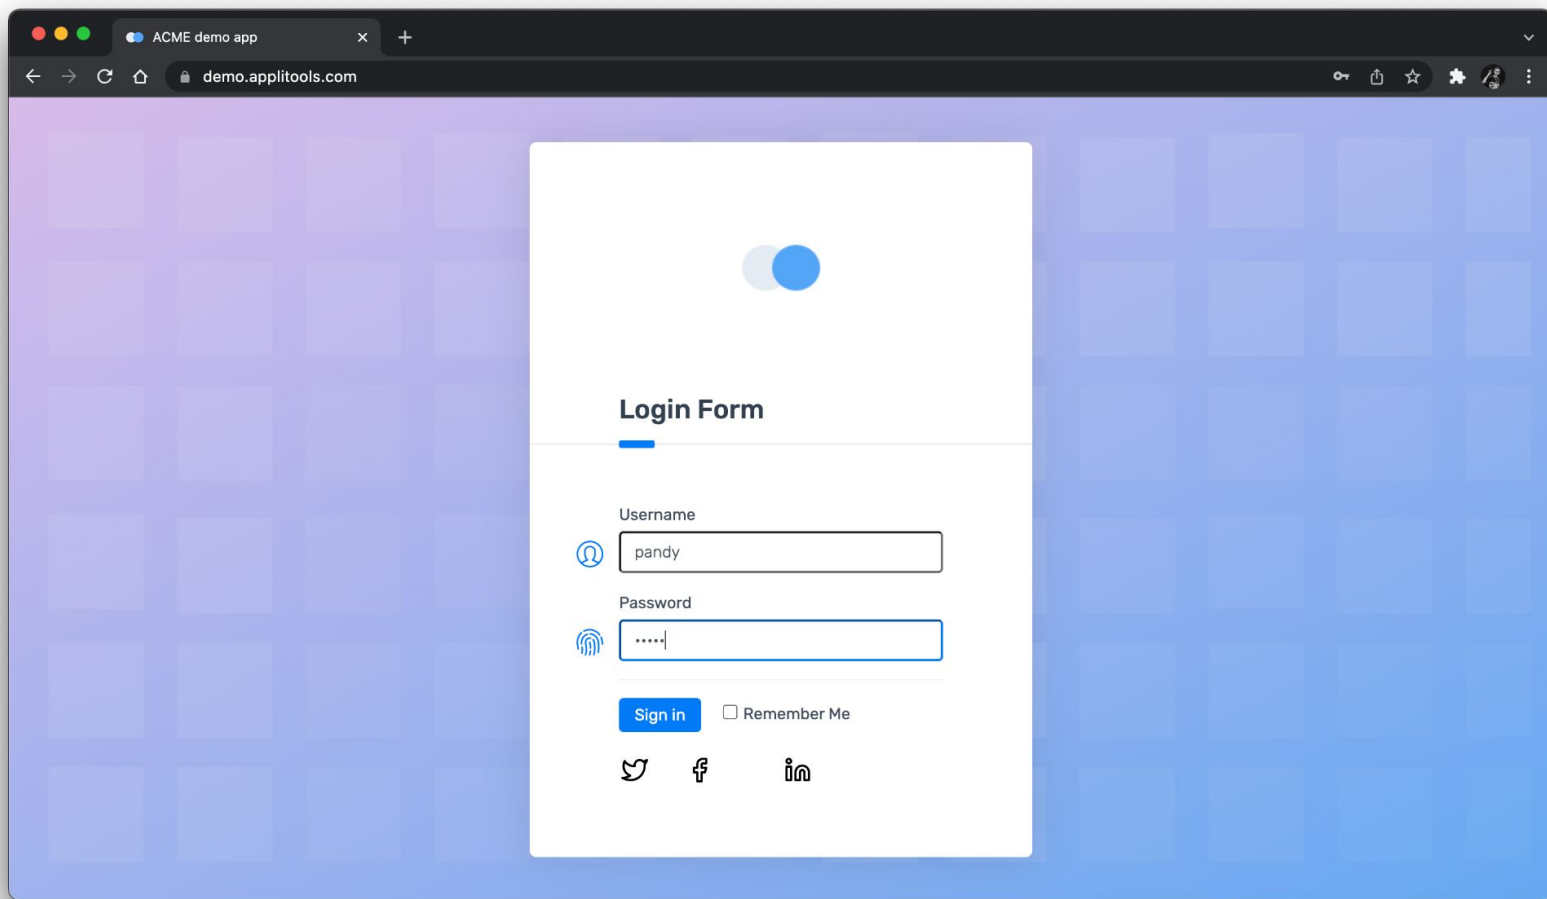 ACME demo app
demo.applitools.com
Login Form
Username
pandy
Password
•••••
Sign in Remember Me